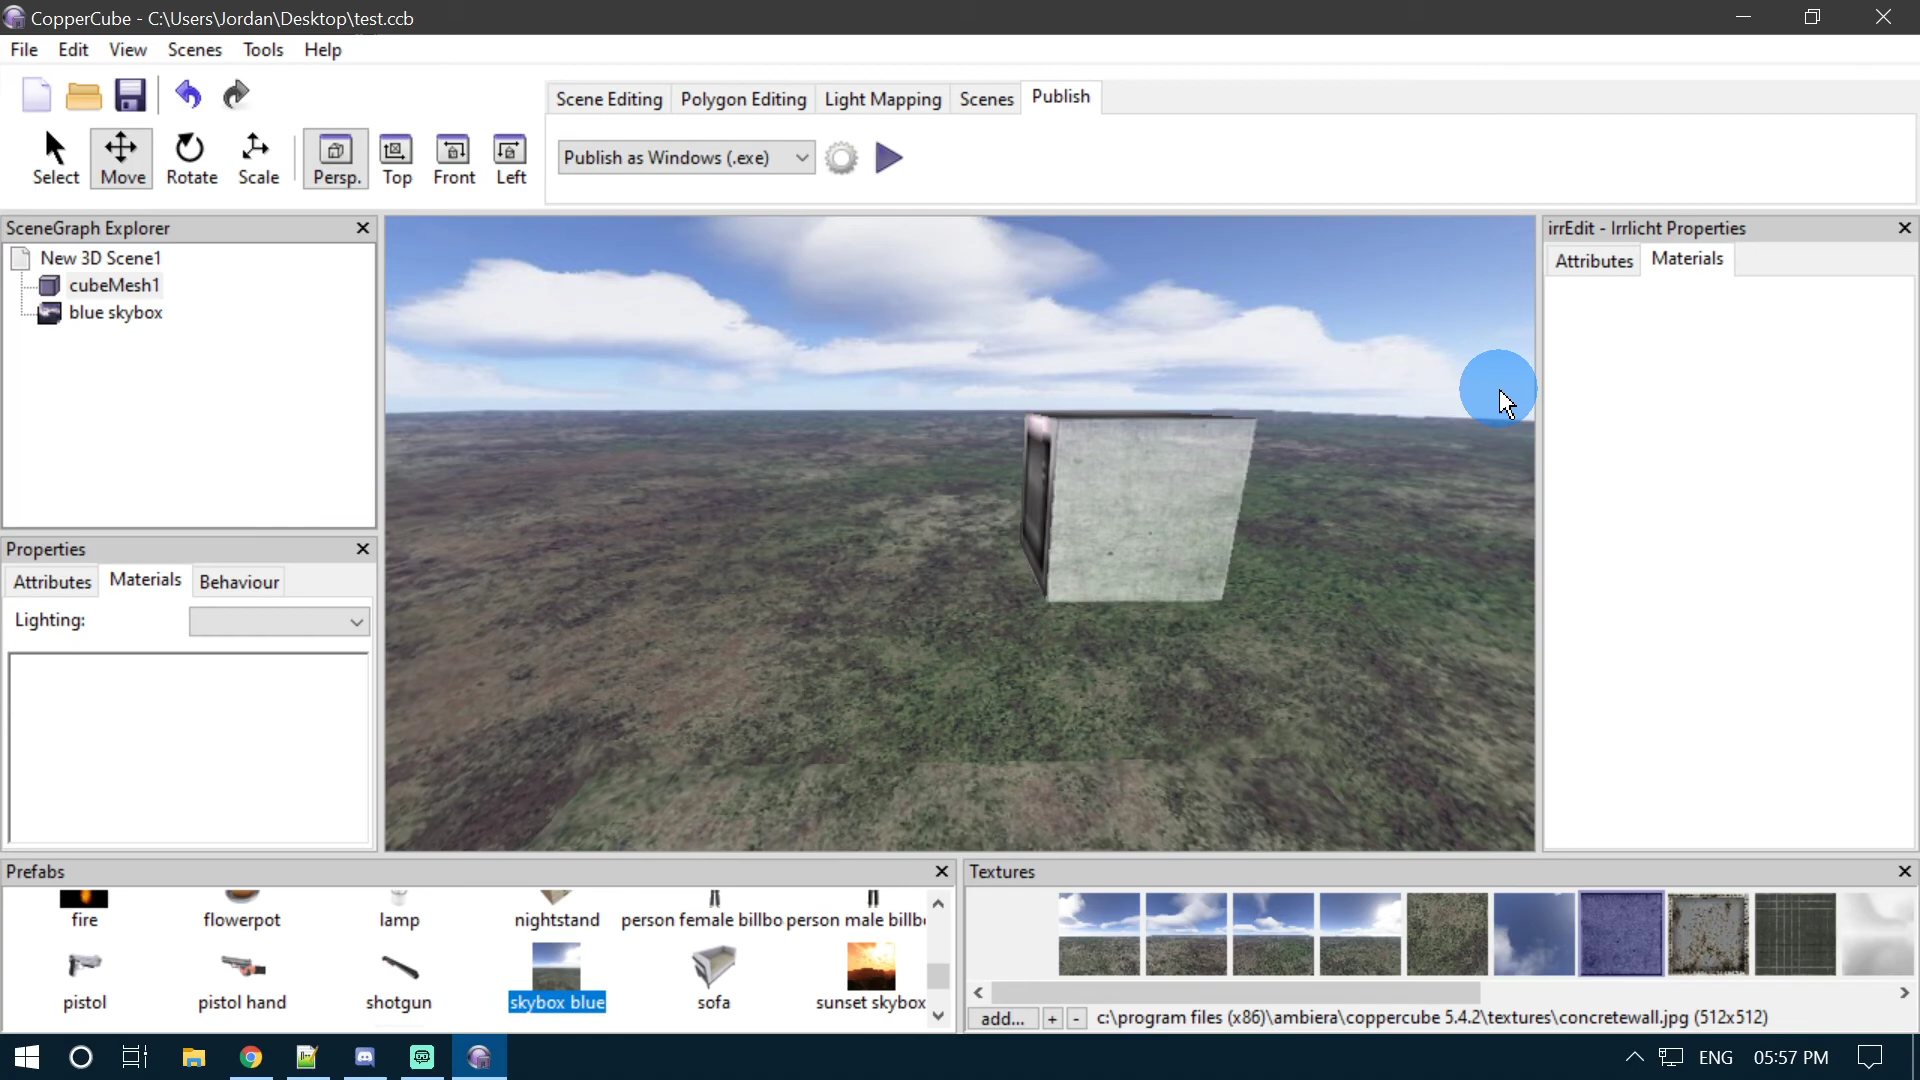 CopperCube - C:\Users\Jordan\Desktop\test.ccb
File Edit View Scenes Tools Help
Scene Editing Polygon Editing Light Mapping Scenes Publish
Select Move Rotate Scale Persp. Top Front Left
Publish as Windows (.exe)
SceneGraph Explorer
New 3D Scene1
cubeMesh1
blue skybox
Properties
Attributes Materials Behaviour
Lighting:
irrEdit - Irrlicht Properties
Attributes Materials
Prefabs
fire flowerpot lamp nightstand person female billbo person male billb
pistol pistol hand shotgun skybox blue sofa sunset skybox
Textures
add... + - c:\program files (x86)\ambiera\coppercube 5.4.2\textures\concretewall.jpg (512x512)
ENG 05:57 PM